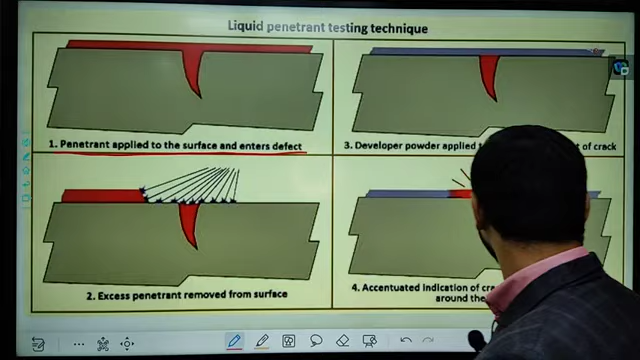 Liquid penetrant testing technique
1. Penetrant applied to the surface and enters defect
3. Developer powder applied t
t of crack
2. Excess penetrant removed from surface
4. Accentuated indication of cra
around the